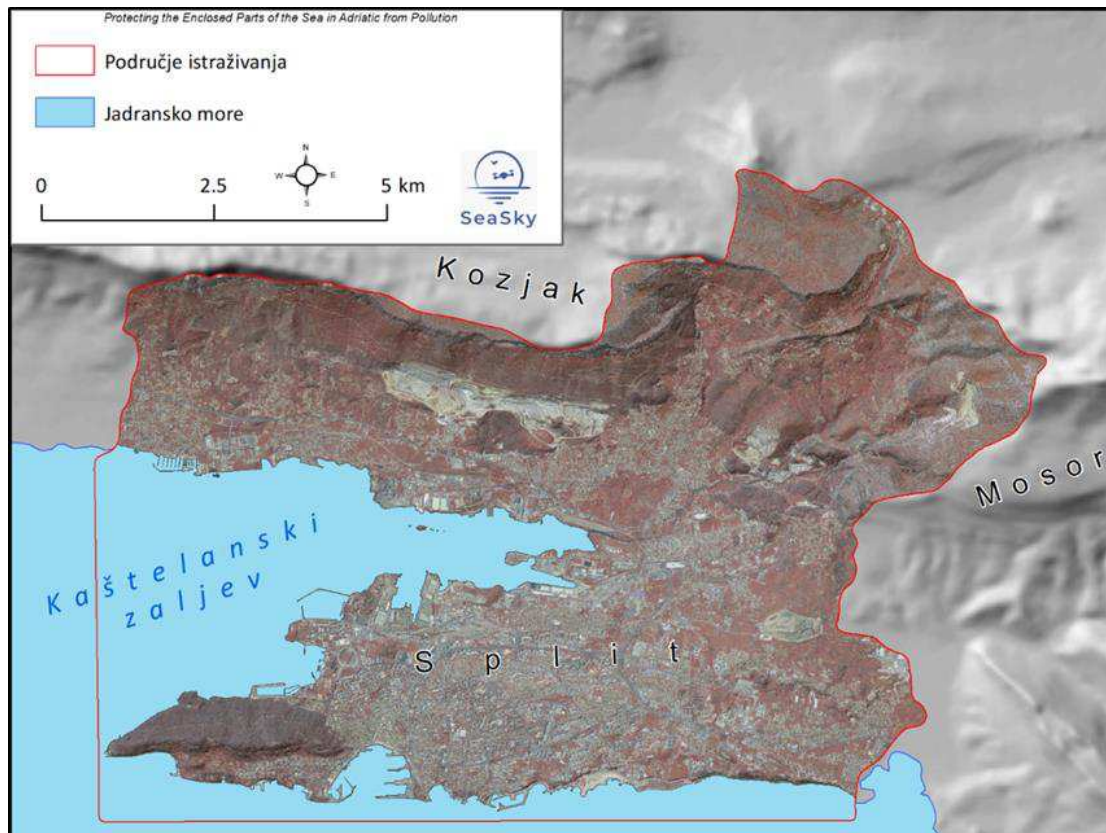 Protecting the Enclosed Parts of the Sea in Adriatic from Pollution
Područje istraživanja
Jadransko more
N
W E
S
0 2.5 5 km
SeaSky
Kozjak
Mosor
Kaštelanski
zaljev
Split